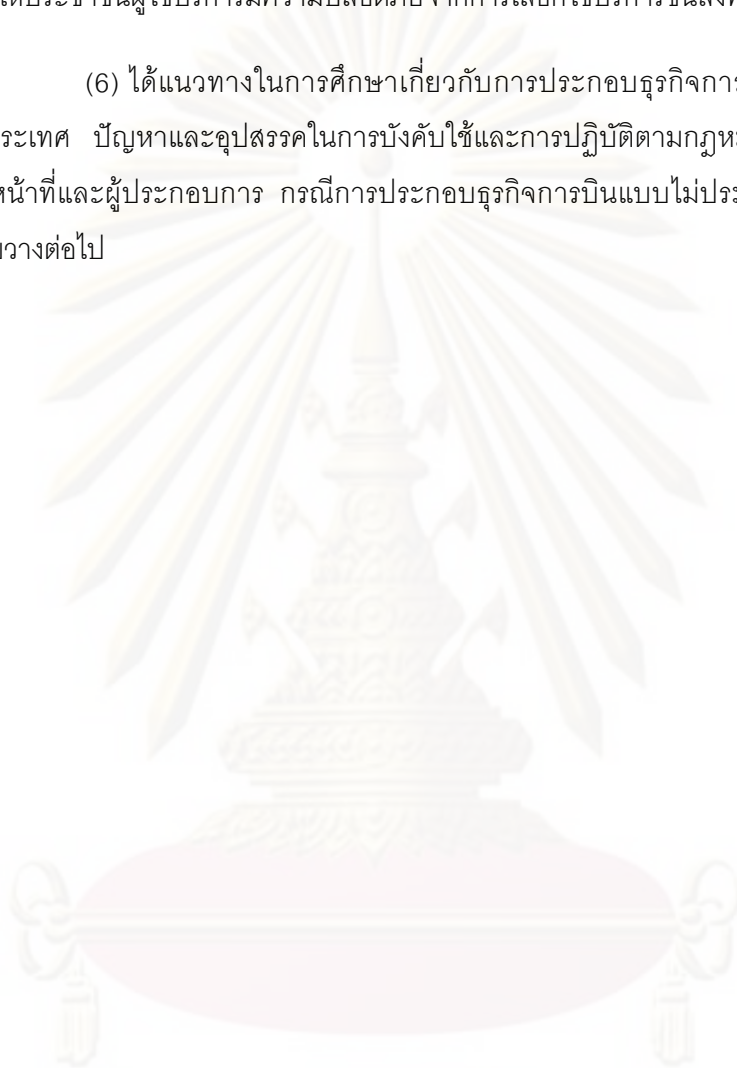 (6) ได้แนวทางในการศึกษาเกี่ยวกับการประกอบธุรกิจการ
ระเทศ ปัญหาและอุปสรรคในการบังคับใช้และการปฏิบัติตามกฎห
หน้าที่และผู้ประกอบการ กรณีการประกอบธุรกิจการบินแบบไม่ประ
วางต่อไป